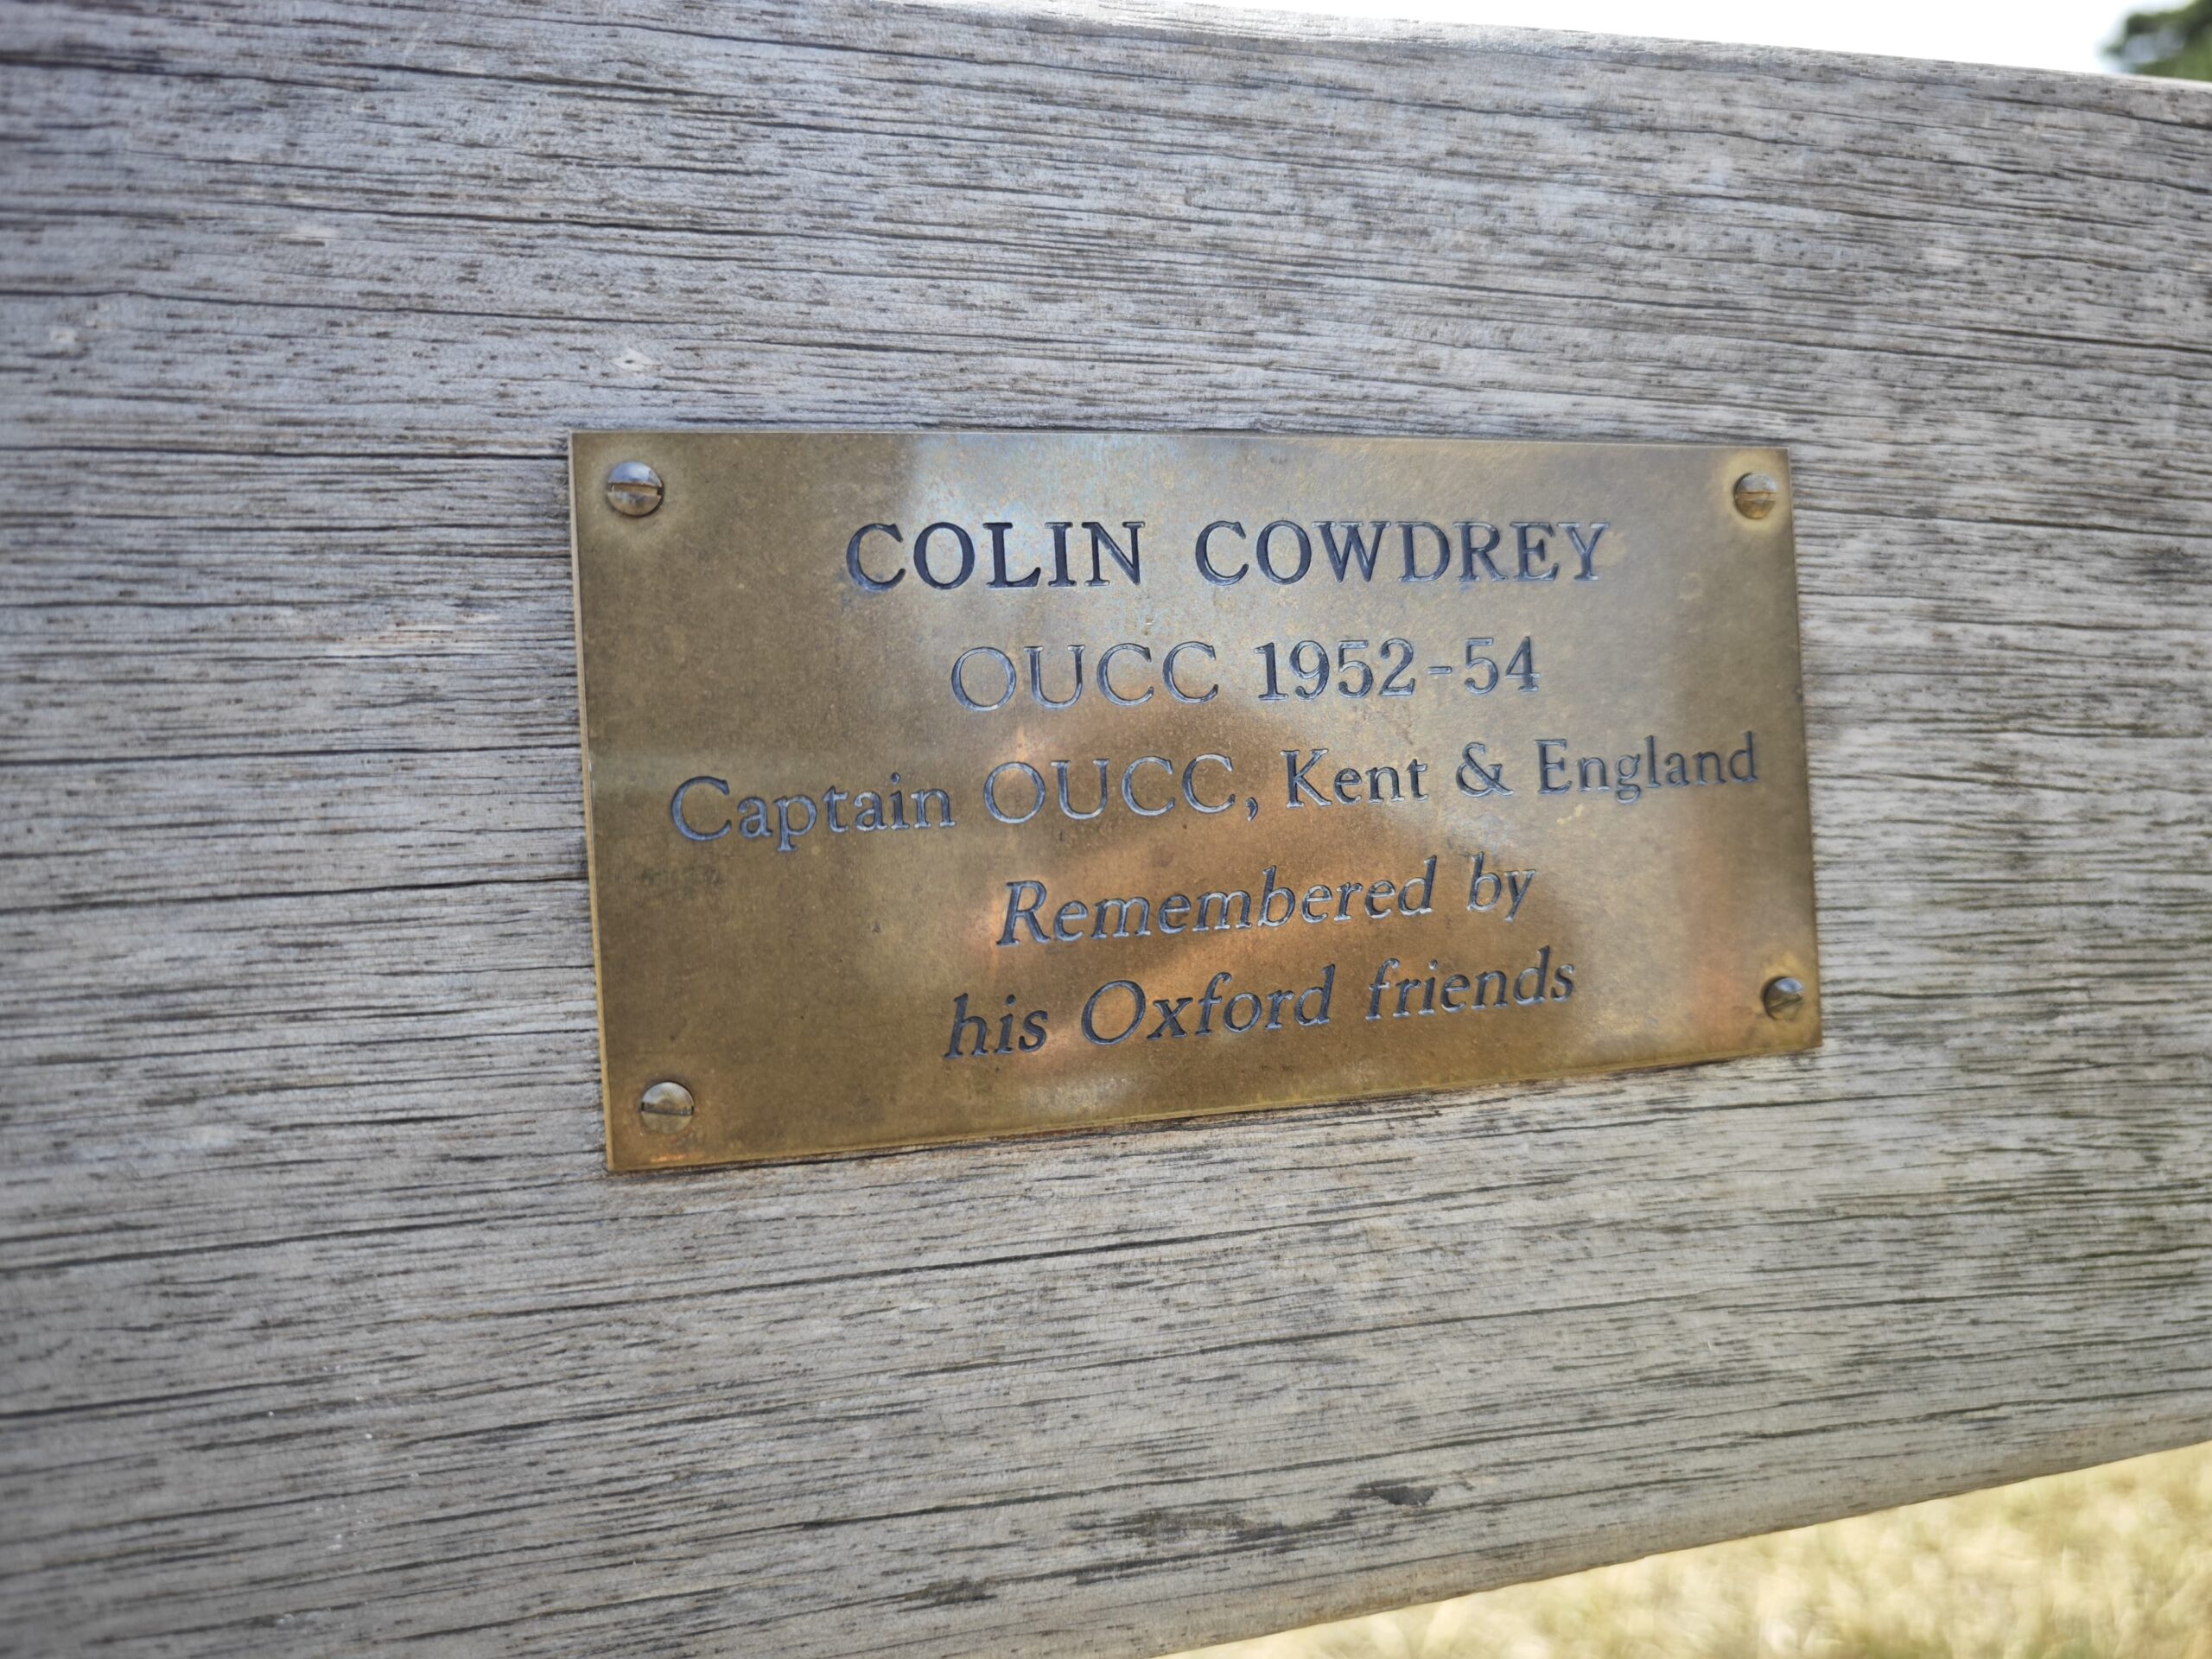 COLIN COWDREY
OUCC 1952-54
Captain OUCC, Kent & England
Remembered by
his Oxford friends